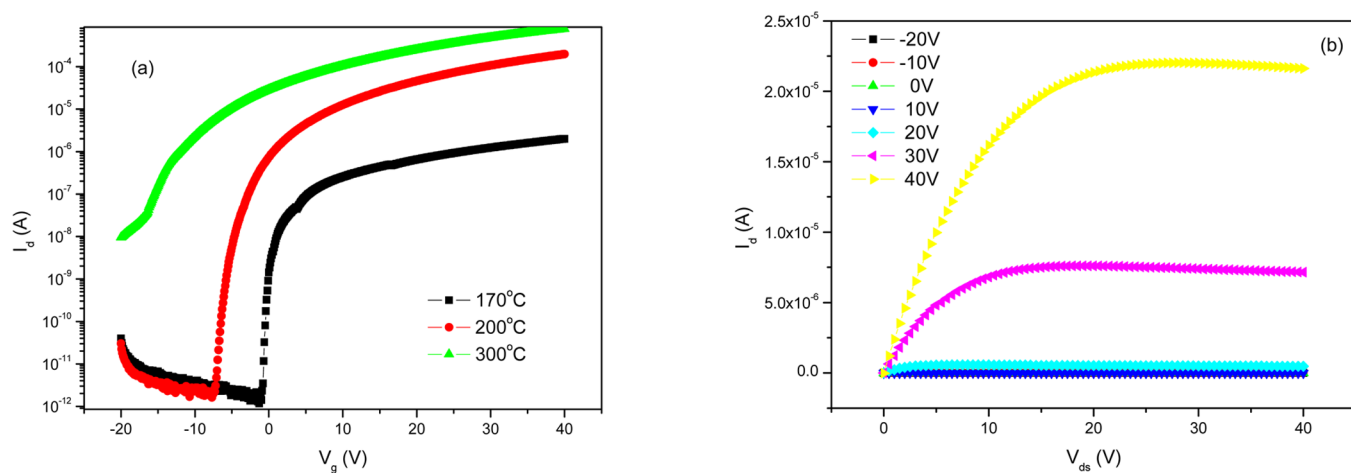 (a)
10⁻⁴
10⁻⁵
10⁻⁶
10⁻⁷
10⁻⁸
10⁻⁹
10⁻¹⁰
10⁻¹¹
10⁻¹²
I_d (A)
170°C
200°C
300°C
-20 -10 0 10 20 30 40
V_g (V)
(b)
2.5x10⁻⁵
2.0x10⁻⁵
1.5x10⁻⁵
1.0x10⁻⁵
5.0x10⁻⁶
0.0
I_d (A)
-20V
-10V
0V
10V
20V
30V
40V
0 10 20 30 40
V_ds (V)